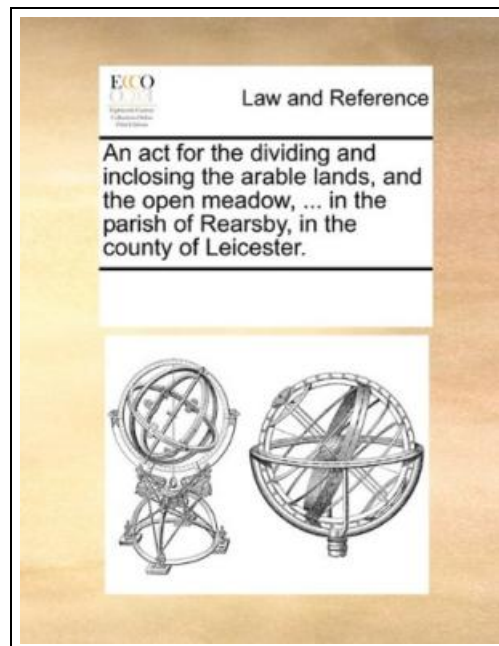 ECCO
Law and Reference
An act for the dividing and
inclosing the arable lands, and
the open meadow, ... in the
parish of Rearsby, in the
county of Leicester.